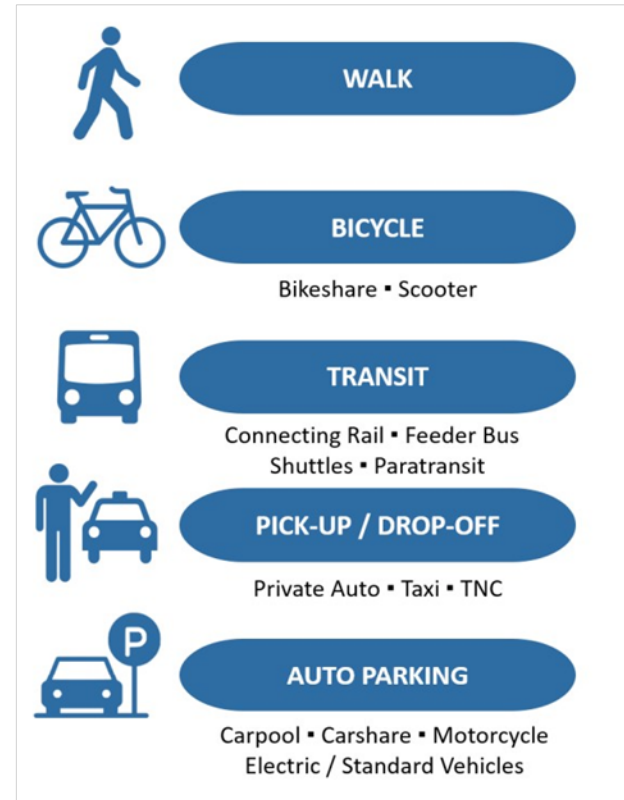 WALK
BICYCLE
Bikeshare ▪ Scooter
TRANSIT
Connecting Rail ▪ Feeder Bus
Shuttles ▪ Paratransit
PICK-UP / DROP-OFF
Private Auto ▪ Taxi ▪ TNC
P
AUTO PARKING
Carpool ▪ Carshare ▪ Motorcycle
Electric / Standard Vehicles